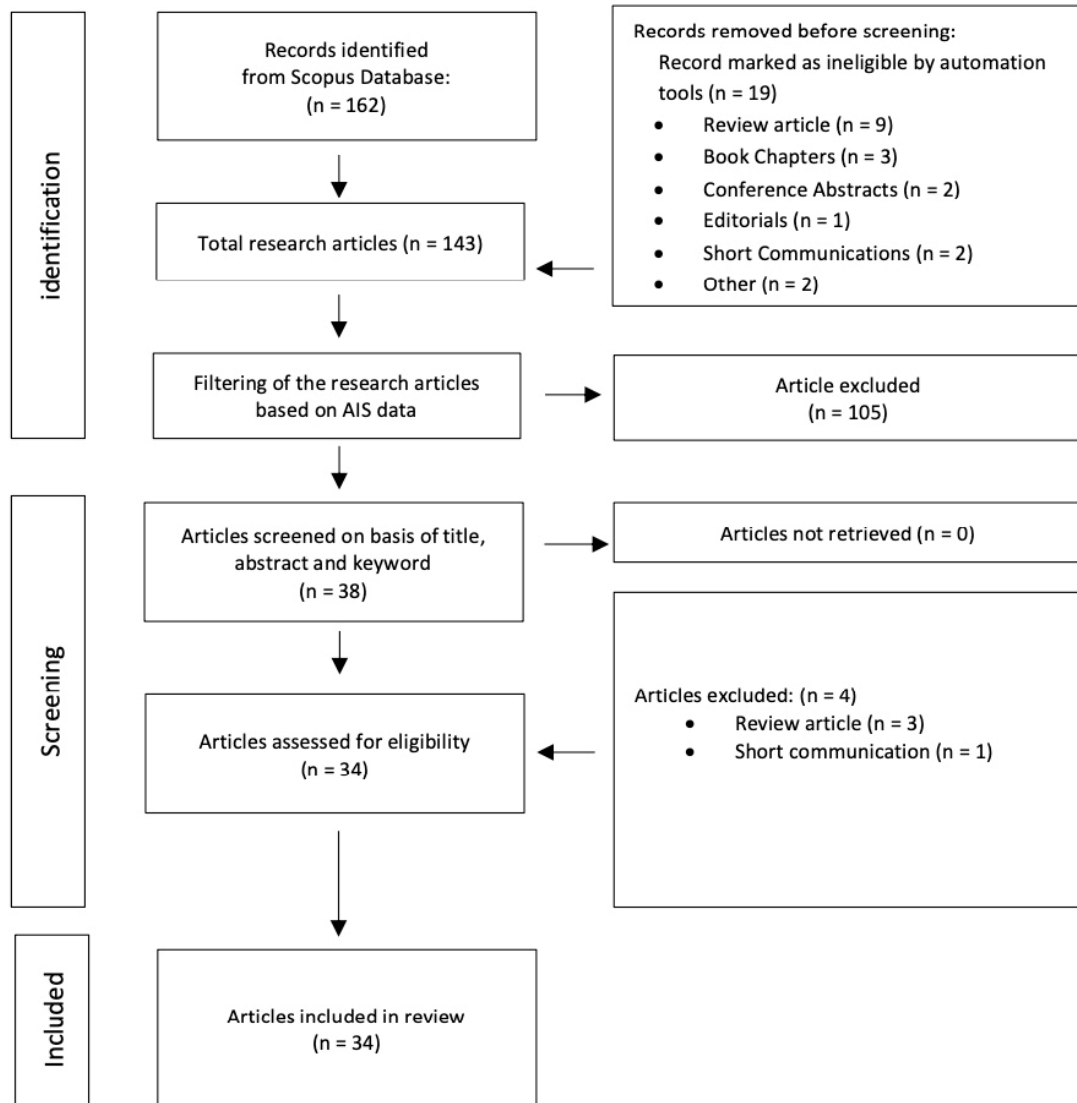 identification
Records identified
from Scopus Database:
(n = 162)
Records removed before screening:
Record marked as ineligible by automation
tools (n = 19)
• Review article (n = 9)
• Book Chapters (n = 3)
• Conference Abstracts (n = 2)
• Editorials (n = 1)
• Short Communications (n = 2)
• Other (n = 2)
Total research articles (n = 143)
Filtering of the research articles
based on AIS data
Article excluded
(n = 105)
Screening
Articles screened on basis of title,
abstract and keyword
(n = 38)
Articles not retrieved (n = 0)
Articles assessed for eligibility
(n = 34)
Articles excluded: (n = 4)
• Review article (n = 3)
• Short communication (n = 1)
Included
Articles included in review
(n = 34)